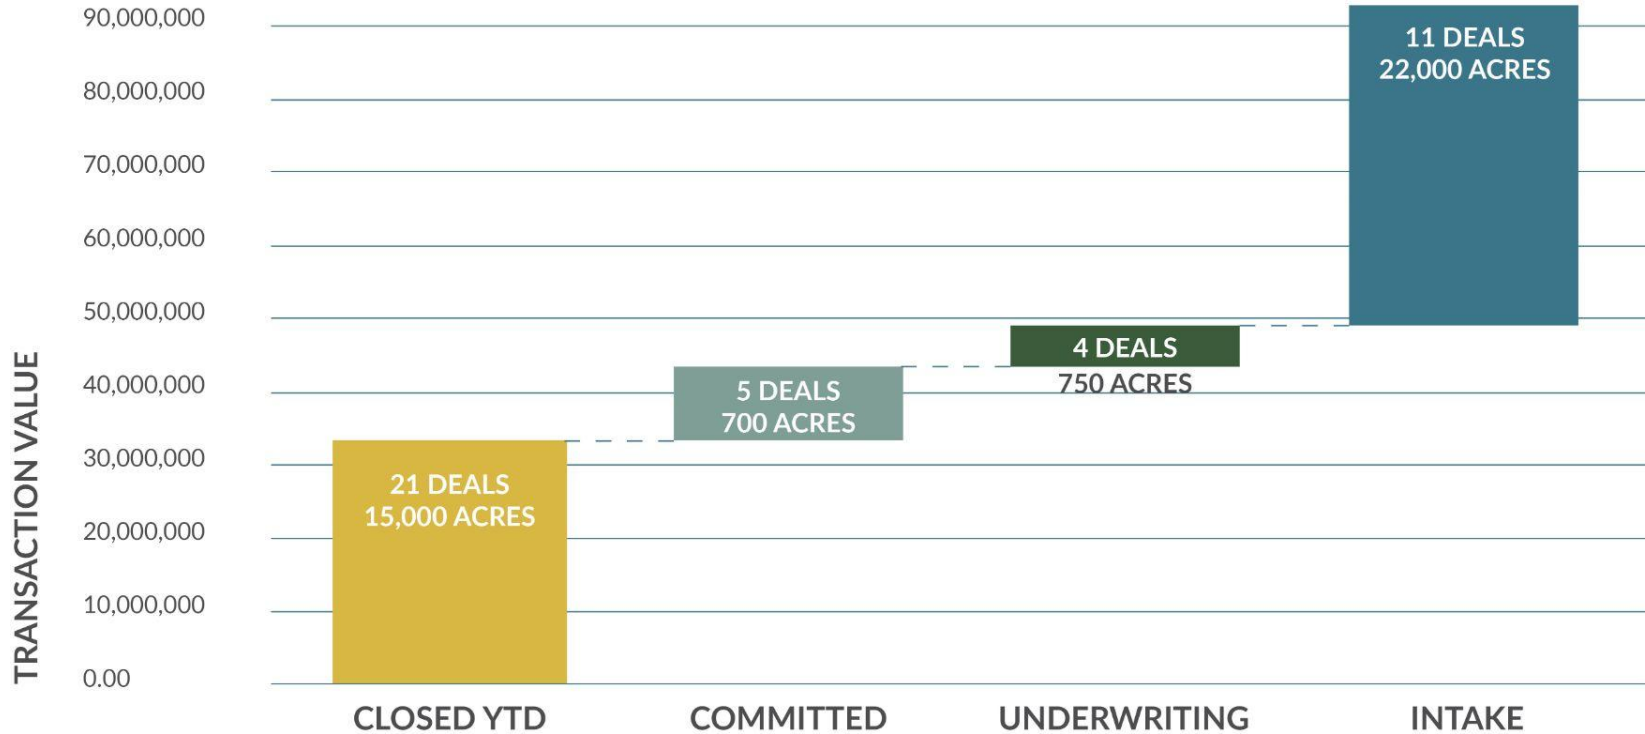 90,000,000
80,000,000
70,000,000
60,000,000
50,000,000
40,000,000
30,000,000
20,000,000
10,000,000
0.00
TRANSACTION VALUE
21 DEALS
15,000 ACRES
5 DEALS
700 ACRES
4 DEALS
750 ACRES
11 DEALS
22,000 ACRES
CLOSED YTD
COMMITTED
UNDERWRITING
INTAKE